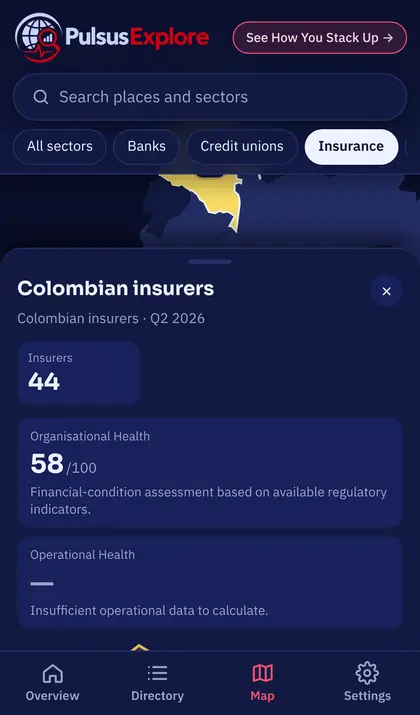 PulsusExplore
See How You Stack Up →
Search places and sectors
All sectors
Banks
Credit unions
Insurance
Colombian insurers
Colombian insurers · Q2 2026
Insurers
44
Organisational Health
58/100
Financial-condition assessment based on available regulatory
indicators.
Operational Health
—
Insufficient operational data to calculate.
Overview
Directory
Map
Settings